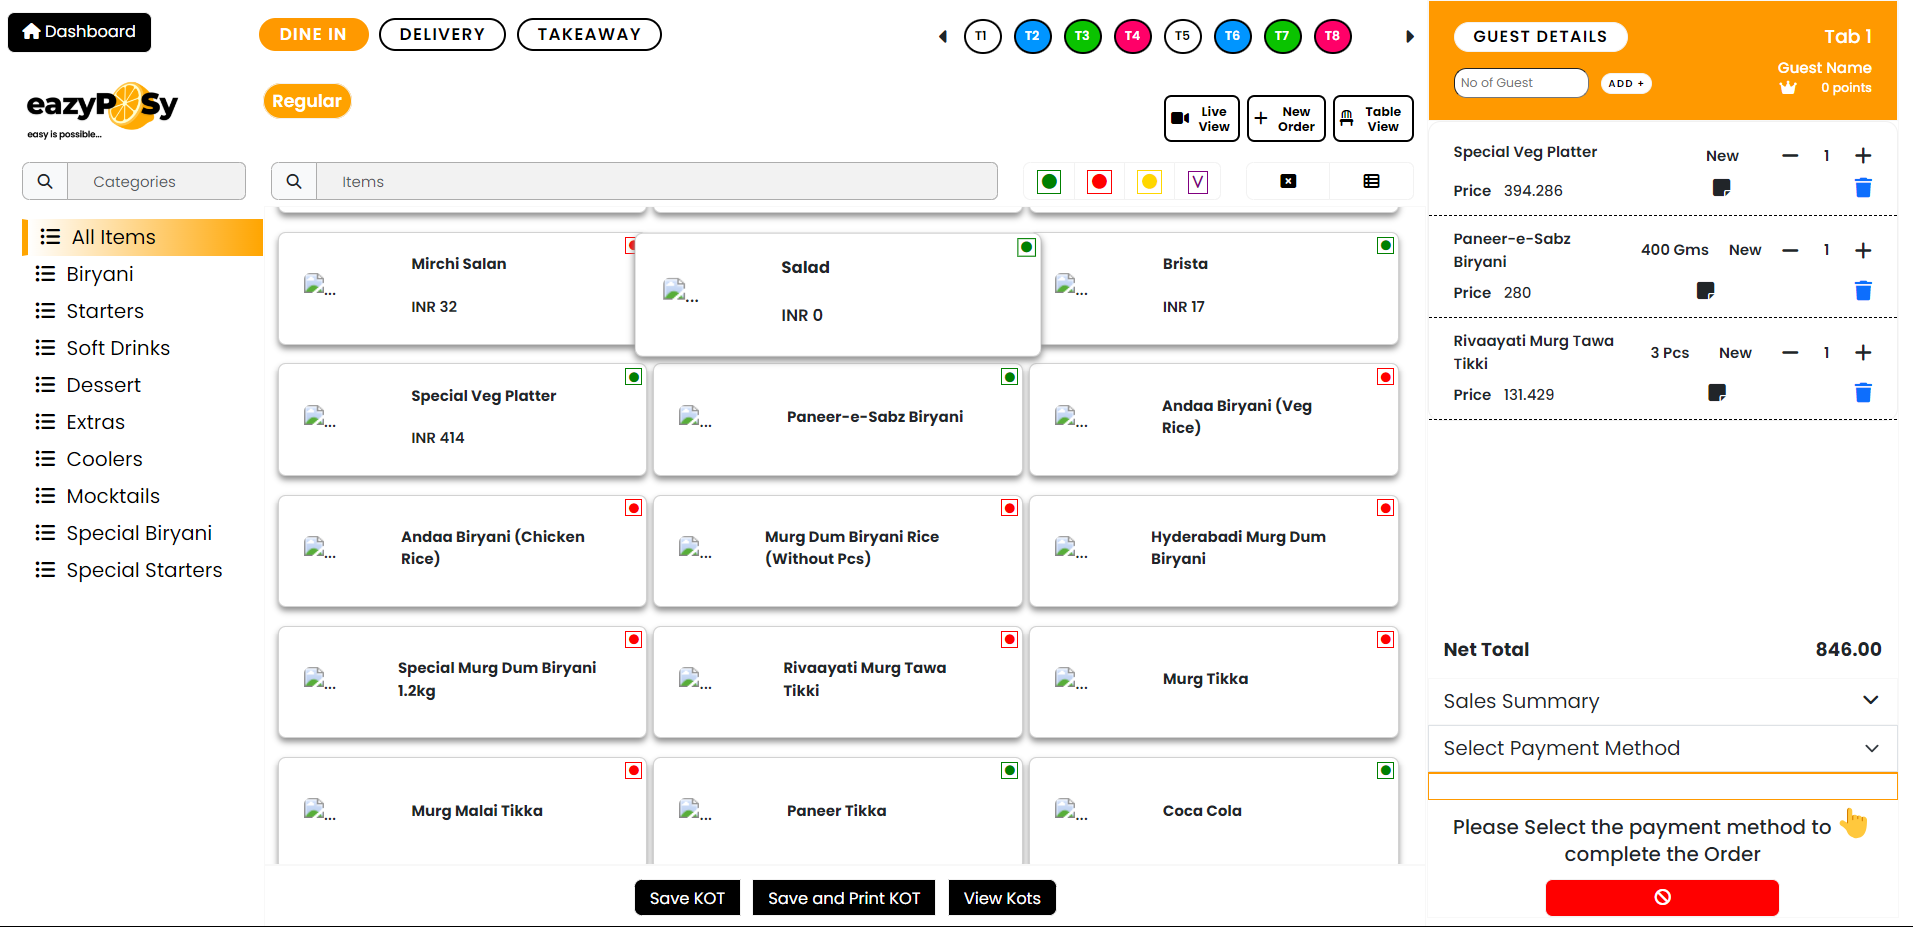 Dashboard
DINE IN
DELIVERY
TAKEAWAY
T1
T2
T3
T4
T5
T6
T7
T8
eazyPOSy
easy is possible...
Regular
Live
View
New
Order
Table
View
Categories
Items
V
All Items
Biryani
Starters
Soft Drinks
Dessert
Extras
Coolers
Mocktails
Special Biryani
Special Starters
Mirchi Salan
INR 32
...
Salad
INR 0
...
Brista
INR 17
...
Special Veg Platter
INR 414
...
Paneer-e-Sabz Biryani
...
Andaa Biryani (Veg
Rice)
...
Andaa Biryani (Chicken
Rice)
...
Murg Dum Biryani Rice
(Without Pcs)
...
Hyderabadi Murg Dum
Biryani
...
Special Murg Dum Biryani
1.2kg
...
Rivaayati Murg Tawa
Tikki
...
Murg Tikka
...
Murg Malai Tikka
...
Paneer Tikka
...
Coca Cola
...
Save KOT
Save and Print KOT
View Kots
GUEST DETAILS
Tab 1
No of Guest
ADD +
Guest Name
0 points
Special Veg Platter
New
1
Price 394.286
Paneer-e-Sabz
Biryani
400 Gms New
1
Price 280
Rivaayati Murg Tawa
Tikki
3 Pcs New
1
Price 131.429
Net Total 846.00
Sales Summary
Select Payment Method
Please Select the payment method to
complete the Order